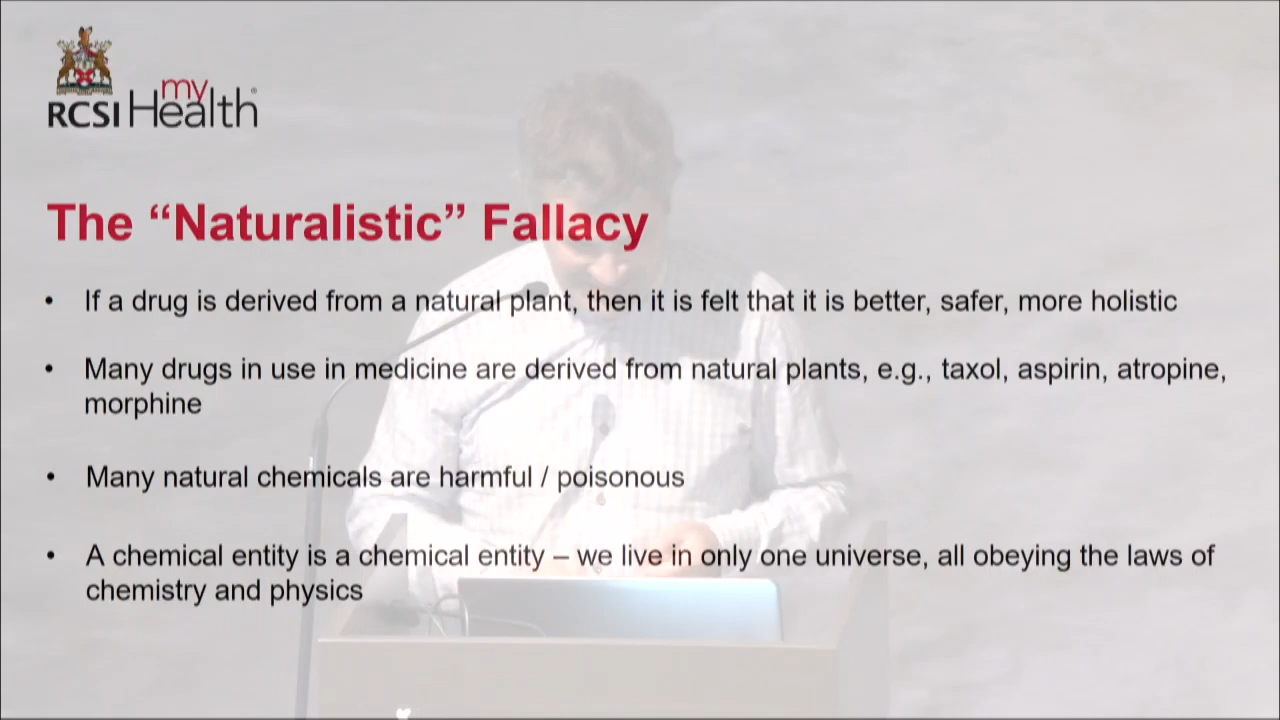 my
RCSI Health
The “Naturalistic” Fallacy
• If a drug is derived from a natural plant, then it is felt that it is better, safer, more holistic
• Many drugs in use in medicine are derived from natural plants, e.g., taxol, aspirin, atropine,
morphine
• Many natural chemicals are harmful / poisonous
• A chemical entity is a chemical entity – we live in only one universe, all obeying the laws of
chemistry and physics